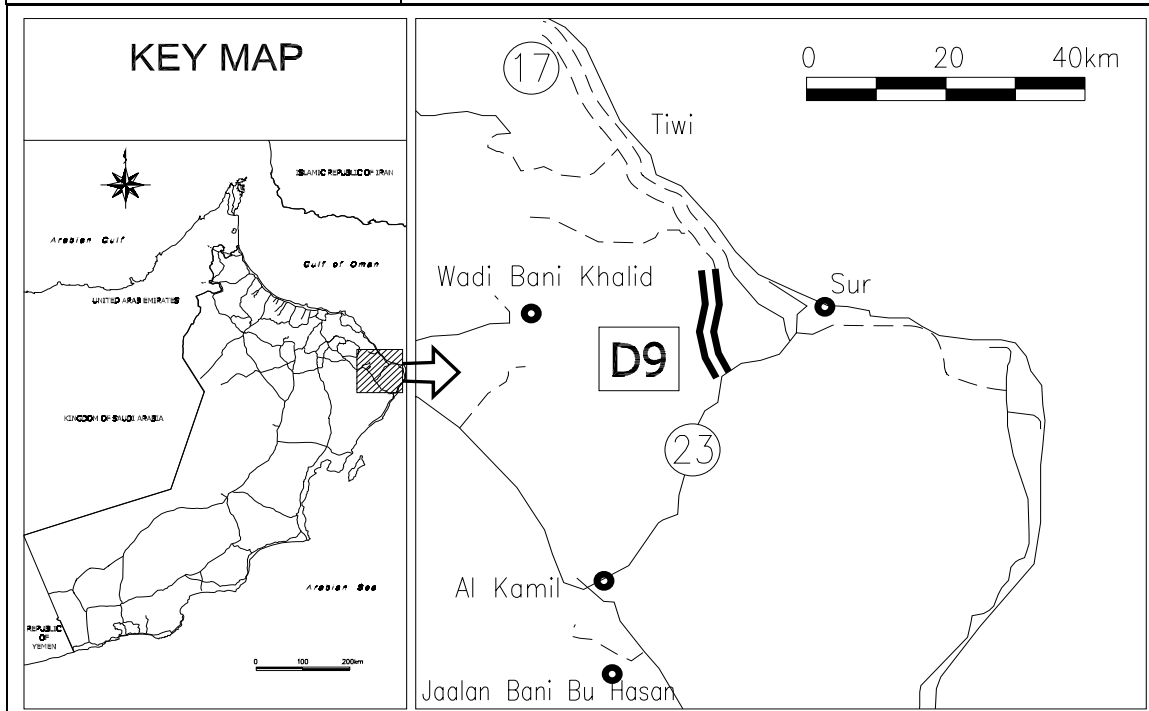 KEY MAP
ISLAMIC REPUBLIC OF IRAN
Arabian Gulf
Gulf of Oman
UNITED ARAB EMIRATES
KINGDOM OF SAUDI ARABIA
Arabian Sea
REPUBLIC
OF
YEMEN
0 100 200km
0 20 40km
17
Tiwi
Wadi Bani Khalid
Sur
D9
23
Al Kamil
Jaalan Bani Bu Hasan